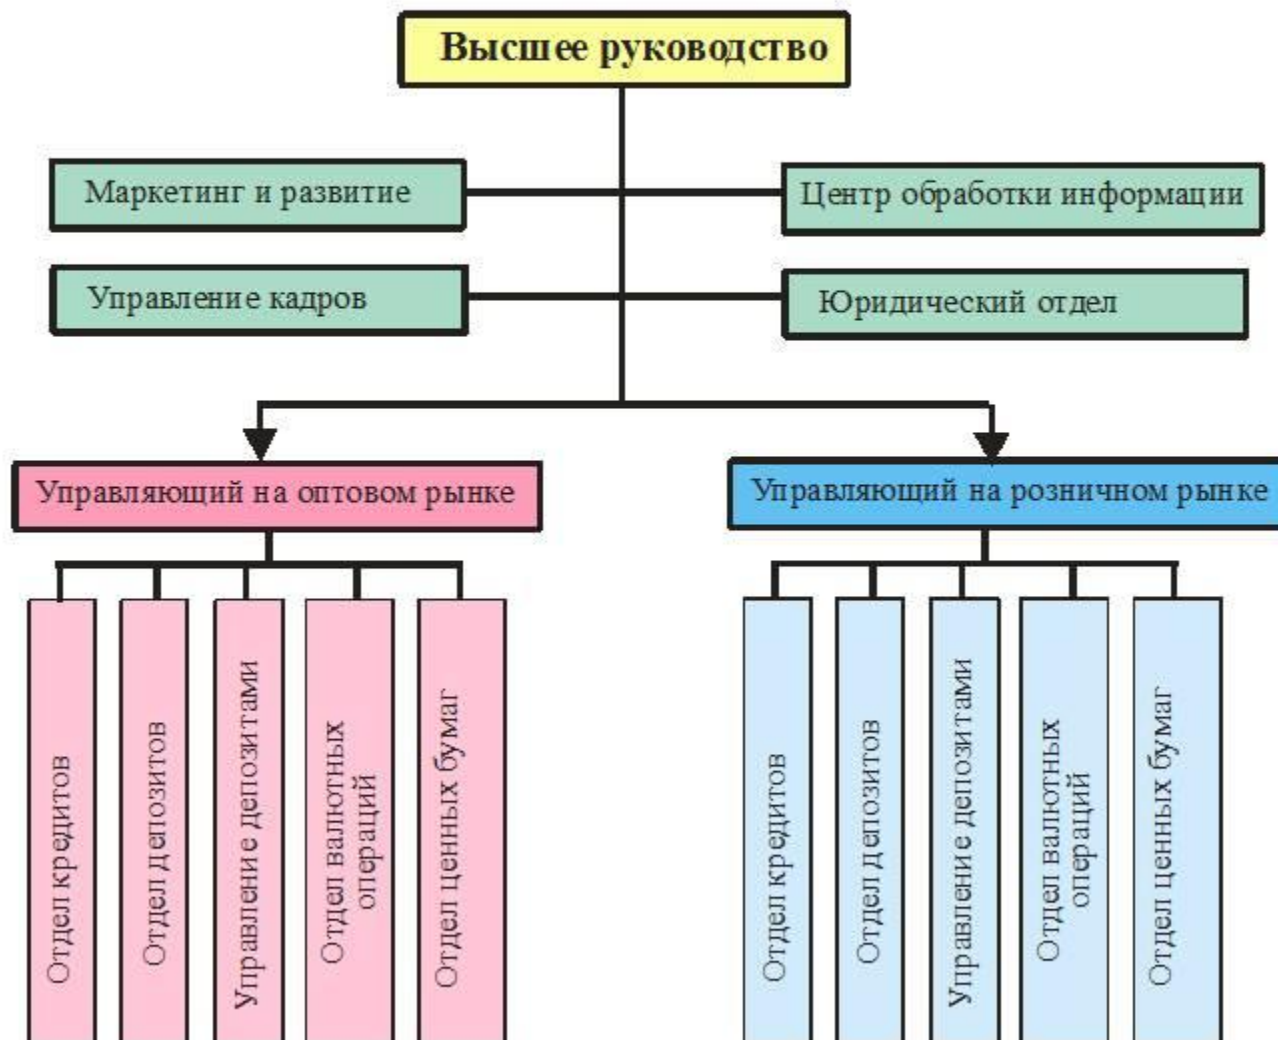 Высшее руководство
Маркетинг и развитие
Центр обработки информации
Управление кадров
Юридический отдел
Управляющий на оптовом рынке
Управляющий на розничном рынке
Отдел кредитов
Отдел депозитов
Управление депозитами
Отдел валютных
операций
Отдел ценных бумаг
Отдел кредитов
Отдел депозитов
Управление депозитами
Отдел валютных
операций
Отдел ценных бумаг